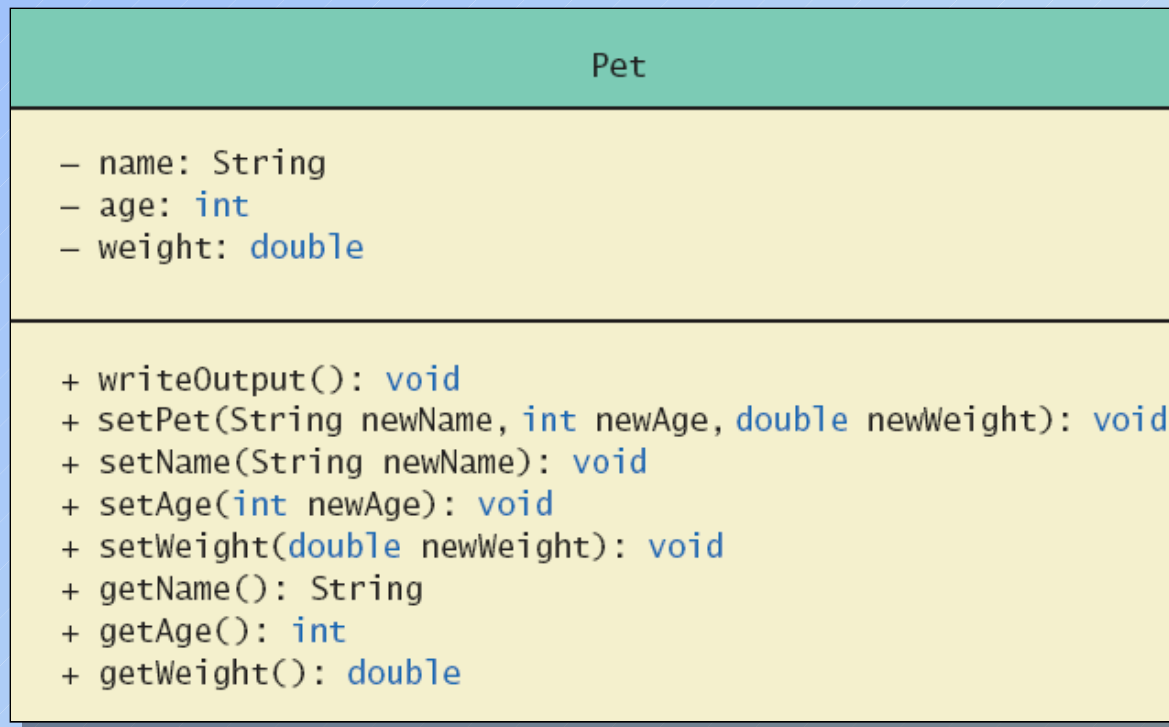 Pet
– name: String
– age: int
– weight: double
+ writeOutput(): void
+ setPet(String newName, int newAge, double newWeight): void
+ setName(String newName): void
+ setAge(int newAge): void
+ setWeight(double newWeight): void
+ getName(): String
+ getAge(): int
+ getWeight(): double